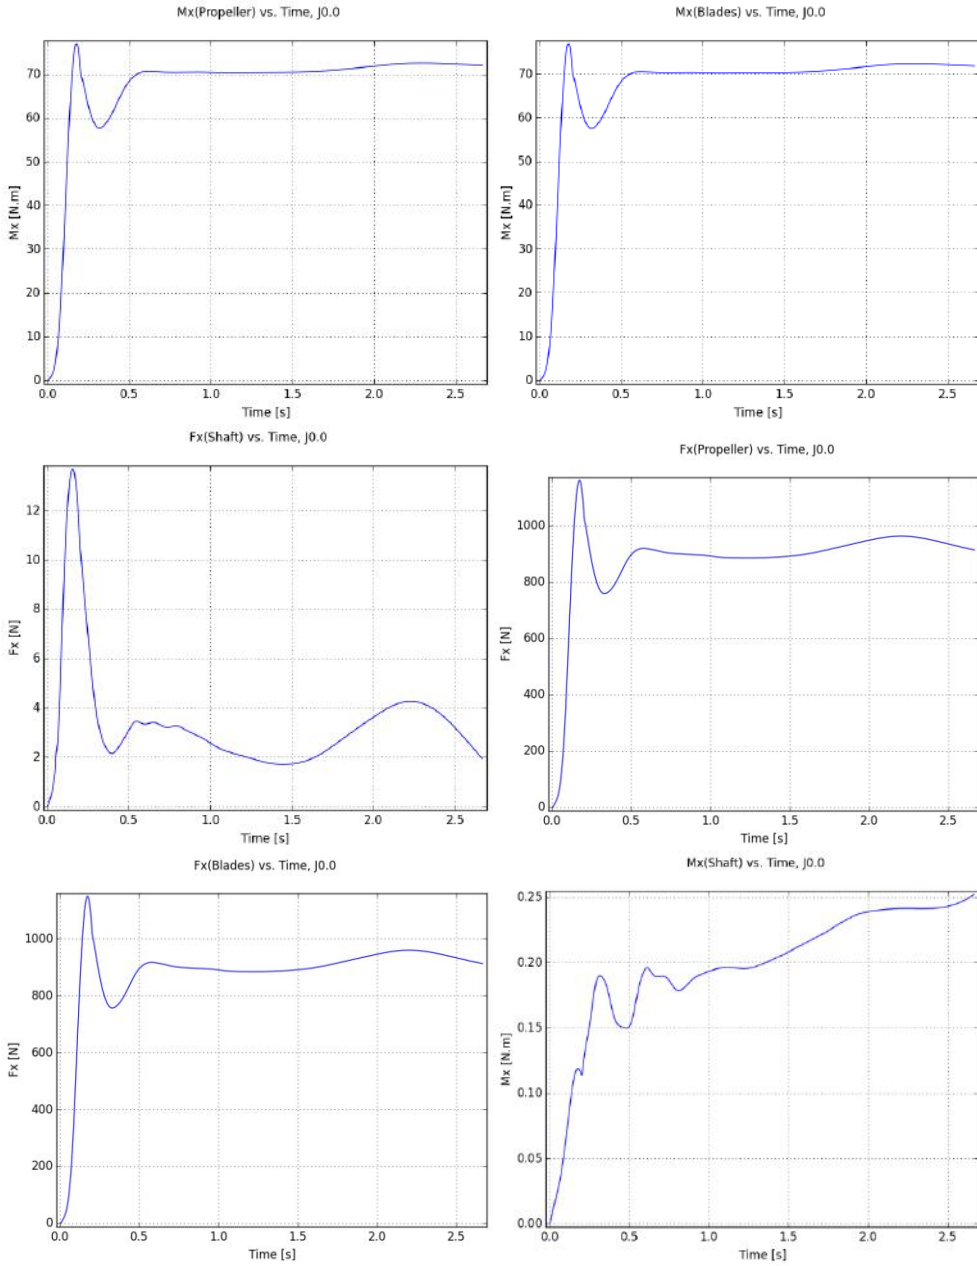 Mx(Propeller) vs. Time, J0.0
70
60
50
40
30
20
10
0
Mx [N.m]
0.0 0.5 1.0 1.5 2.0 2.5
Time [s]
Mx(Blades) vs. Time, J0.0
70
60
50
40
30
20
10
0
Mx [N.m]
0.0 0.5 1.0 1.5 2.0 2.5
Time [s]
Fx(Shaft) vs. Time, J0.0
12
10
8
6
4
2
0
Fx [N]
0.0 0.5 1.0 1.5 2.0 2.5
Time [s]
Fx(Propeller) vs. Time, J0.0
1000
800
600
400
200
0
Fx [N]
0.0 0.5 1.0 1.5 2.0 2.5
Time [s]
Fx(Blades) vs. Time, J0.0
1000
800
600
400
200
0
Fx [N]
0.0 0.5 1.0 1.5 2.0 2.5
Time [s]
Mx(Shaft) vs. Time, J0.0
0.25
0.20
0.15
0.10
0.05
0.00
Mx [N.m]
0.0 0.5 1.0 1.5 2.0 2.5
Time [s]